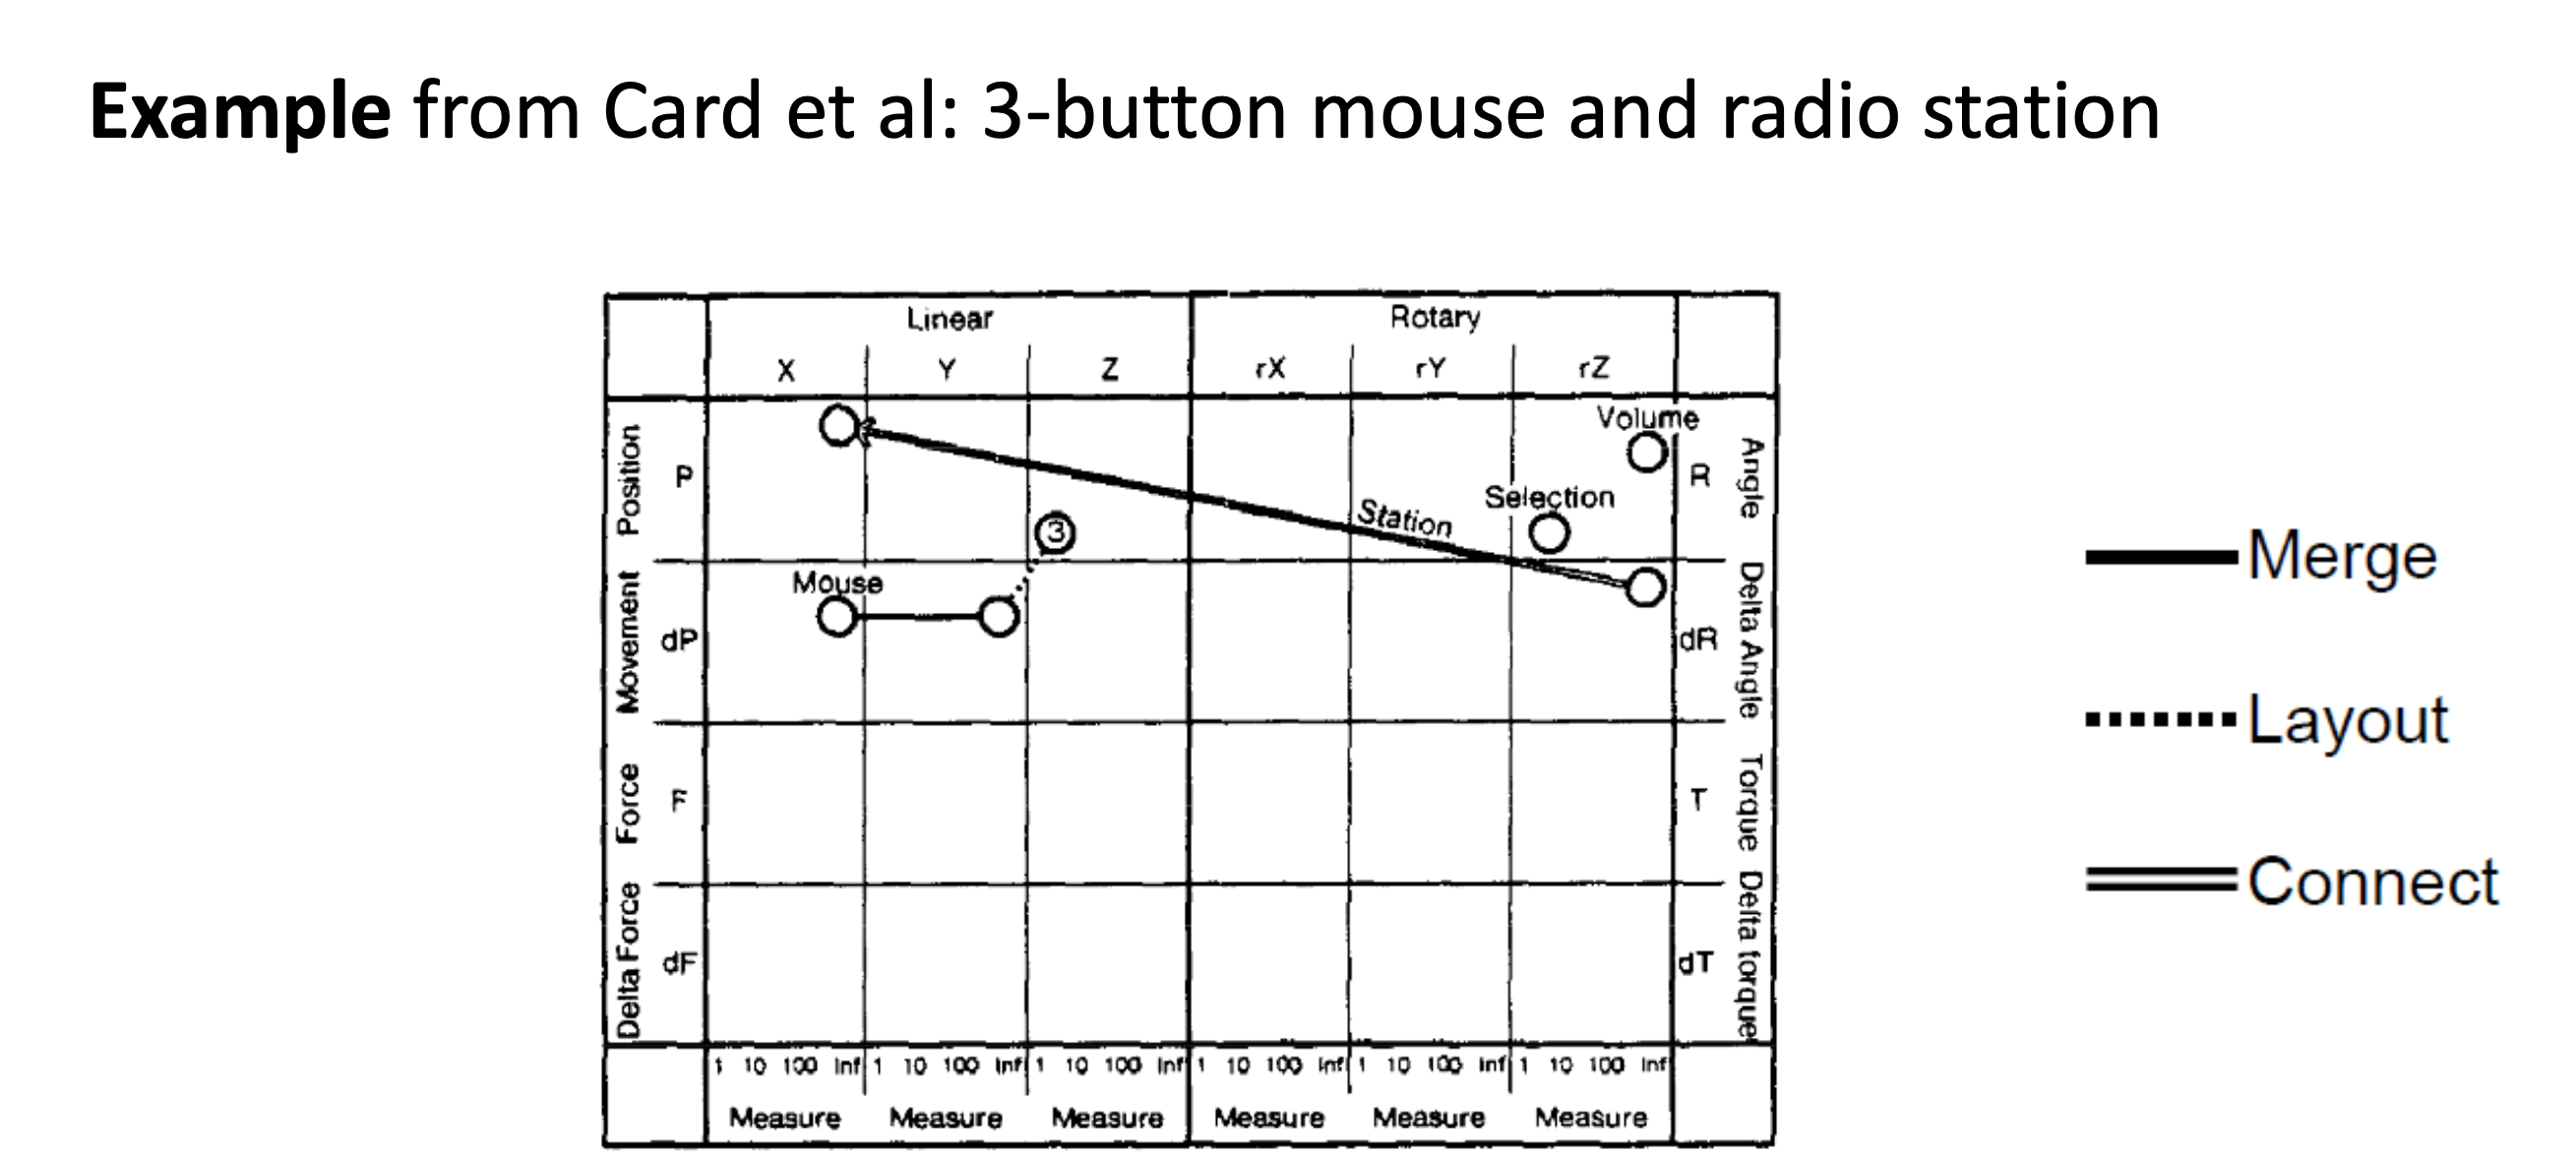 Example from Card et al: 3-button mouse and radio station
Linear
Rotary
X
Y
Z
rX
rY
rZ
Position
P
Volume
R
Angle
Selection
Station
3
Movement
dP
Mouse
dR
Delta Angle
Force
F
T
Torque
Delta Force
dF
dT
Delta torque
1 10 100 Inf 1 10 100 Inf 1 10 100 Inf 1 10 100 Inf 1 10 100 Inf 1 10 100 Inf
Measure Measure Measure Measure Measure Measure
Merge
Layout
Connect